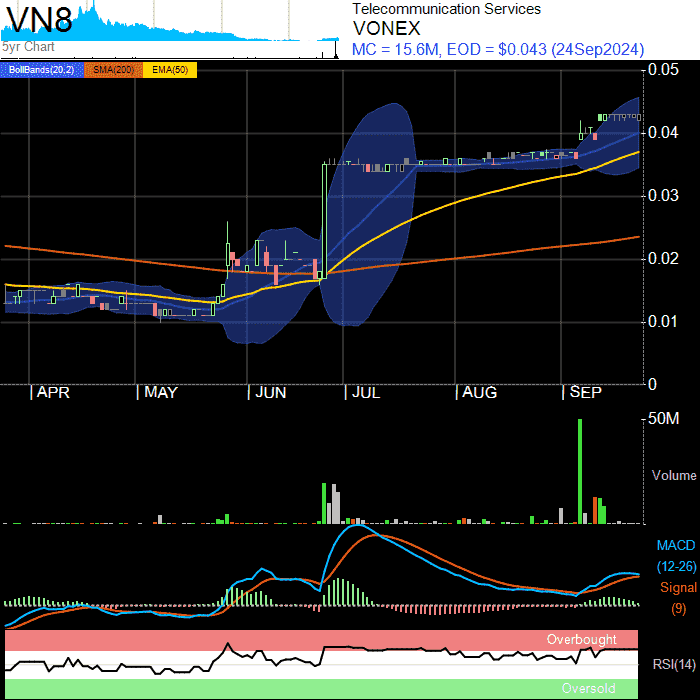 VN8
Telecommunication Services
VONEX
5yr Chart
MC = 15.6M, EOD = $0.043 (24Sep2024)
BollBands(20,2) SMA(200) EMA(50)
0.05
0.04
0.03
0.02
0.01
0
APR MAY JUN JUL AUG SEP
50M
Volume
MACD
(12-26)
Signal
(9)
Overbought
RSI(14)
Oversold